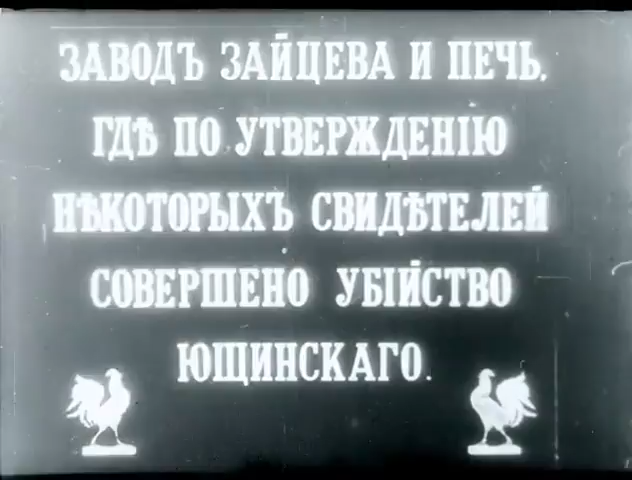 ЗАВОДЪ ЗАЙЦЕВА И ПЕЧЬ,
ГДѢ ПО УТВЕРЖДЕНІЮ
НѢКОТОРЫХЪ СВИДѢТЕЛЕЙ
СОВЕРШЕНО УБІЙСТВО
ЮЩИНСКАГО.